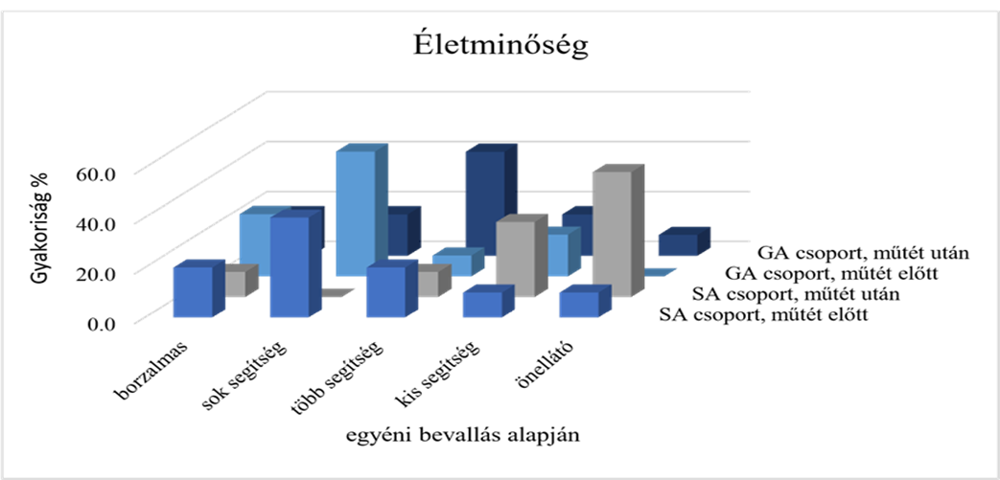 Életminőség
Gyakoriság %
60.0
40.0
20.0
0.0
borzalmas
sok segítség
több segítség
kis segítség
önellátó
GA csoport, műtét után
GA csoport, műtét előtt
SA csoport, műtét után
SA csoport, műtét előtt
egyéni bevallás alapján